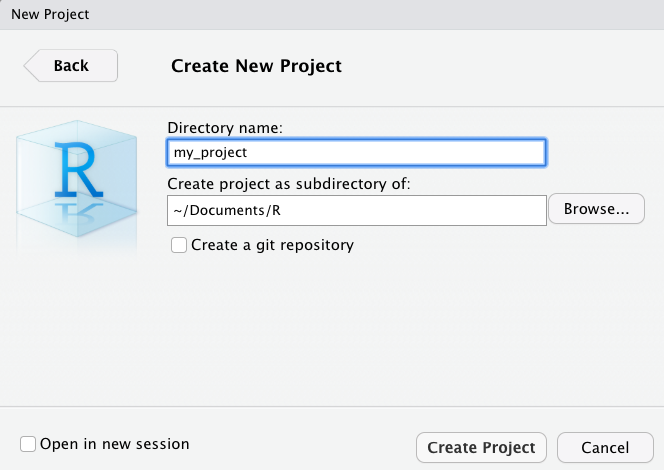 New Project
Back
Create New Project
R
Directory name:
my_project
Create project as subdirectory of:
~/Documents/R
Browse...
Create a git repository
Open in new session
Create Project
Cancel